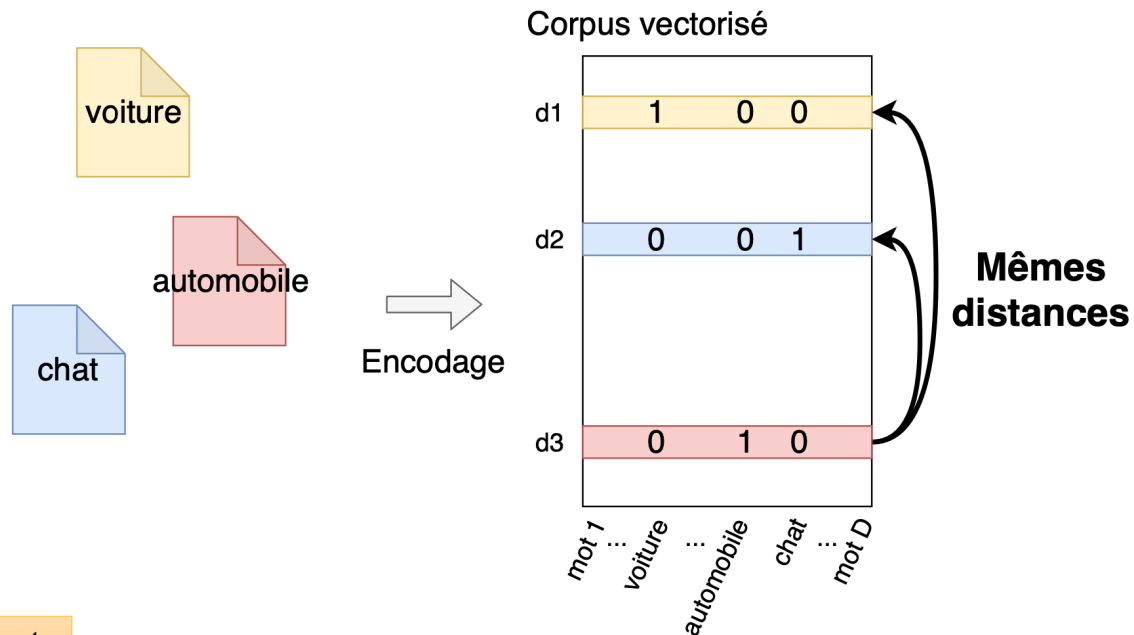 Corpus vectorisé
voiture
automobile
chat
Encodage
d1 1 0 0
d2 0 0 1
d3 0 1 0
Mêmes
distances
mot 1 ... voiture ... automobile chat ... mot D